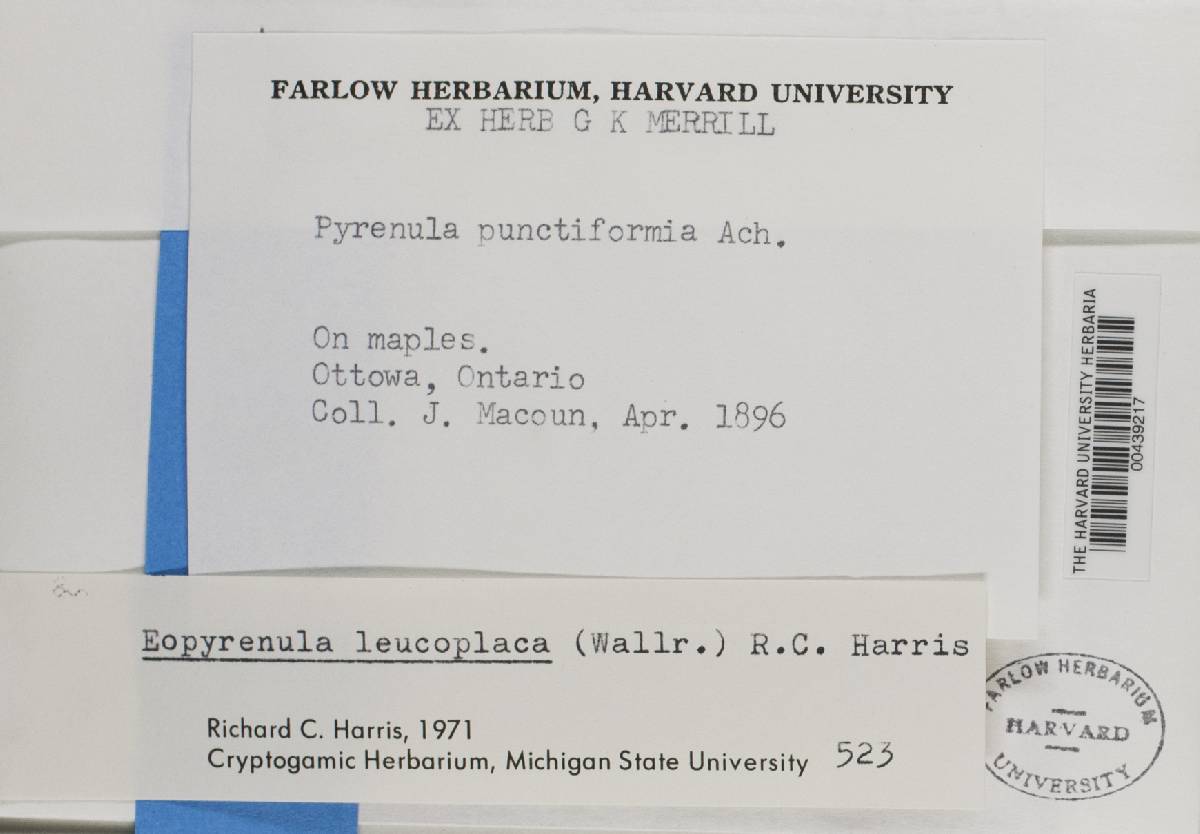 FARLOW HERBARIUM, HARVARD UNIVERSITY
EX HERB G K MERRILL
Pyrenula punctiformia Ach.
On maples.
Ottowa, Ontario
Coll. J. Macoun, Apr. 1896
THE HARVARD UNIVERSITY HERBARIA
00439217
Eopyrenula leucoplaca (Wallr.) R.C. Harris
Richard C. Harris, 1971
Cryptogamic Herbarium, Michigan State University 523
FARLOW HERBARIUM
HARVARD
UNIVERSITY